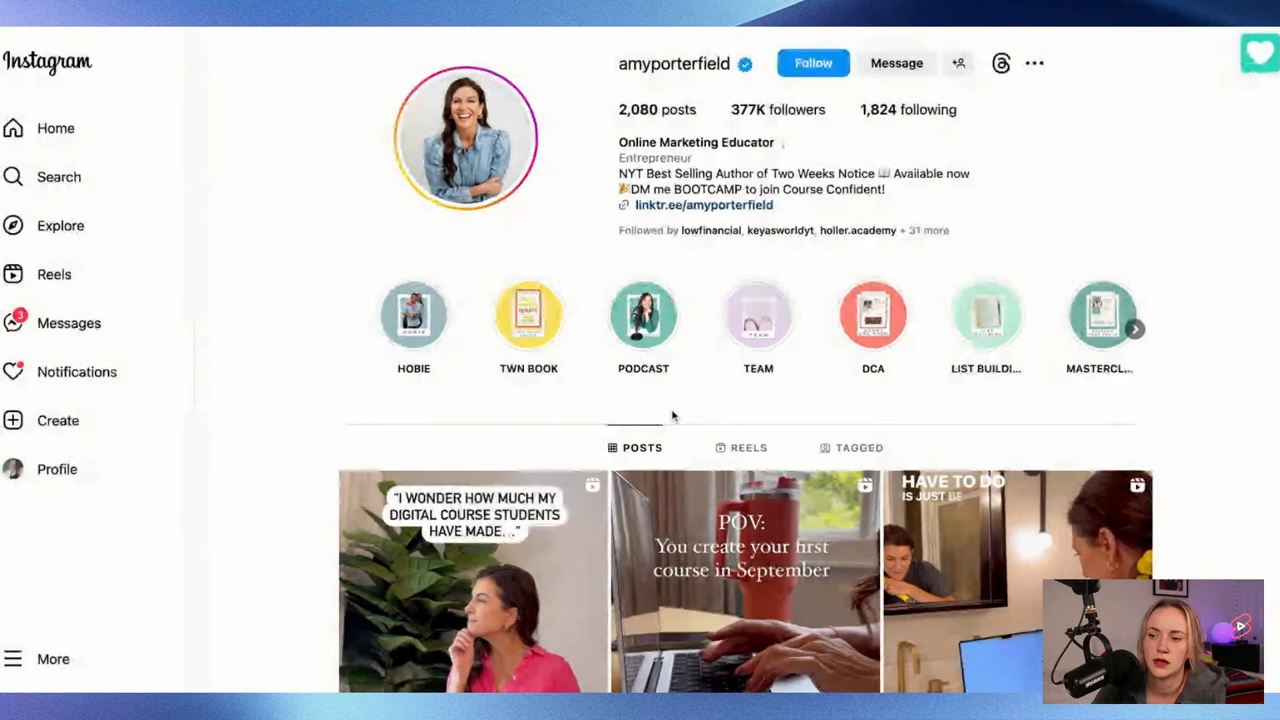 Instagram
Home
Search
Explore
Reels
3
Messages
Notifications
Create
Profile
More
amyporterfield
Follow
Message
2,080 posts
377K followers
1,824 following
Online Marketing Educator
Entrepreneur
NYT Best Selling Author of Two Weeks Notice 📖 Available now
🎉DM me BOOTCAMP to join Course Confident!
linktr.ee/amyporterfield
Followed by lowfinancial, keyasworldyt, holler.academy + 31 more
HOBIE
TWN BOOK
PODCAST
TEAM
DCA
LIST BUILDI...
MASTERCL...
POSTS
REELS
TAGGED
"I WONDER HOW MUCH MY
DIGITAL COURSE STUDENTS
HAVE MADE..."
POV:
You create your first
course in September
HAVE TO DO
IS JUST BE